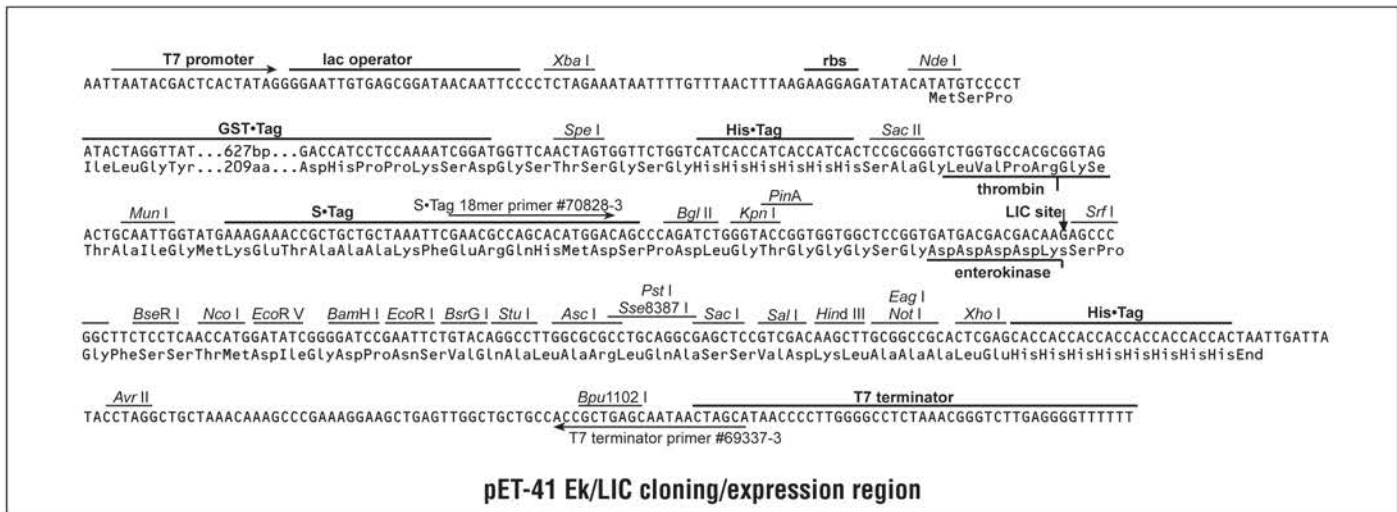 T7 promoter lac operator Xba I rbs Nde I
AATTAATACGACTCACTATAGGGGAATTGTGAGCGGATAACAATTCCCCTCTAGAAATAATTTTGTTTAACTTTAAGAAGGAGATATACATATGTCCCCT
MetSerPro
GST•Tag Spe I His•Tag Sac II
ATACTAGGTTAT...627bp...GACCATCCTCCAAAATCGGATGGTTCAACTAGTGGTTCTGGTCATCACCATCACCATCACTCCGCGGGTCTGGTGCCACGCGGTAG
IleLeuGlyTyr...209aa...AspHisProProLysSerAspGlySerThrSerGlySerGlyHisHisHisHisHisHisSerAlaGlyLeuValProArgGlySe
thrombin
PinA
Mun I S•Tag S•Tag 18mer primer #70828-3 Bgl II Kpn I LIC site Srf I
ACTGCAATTGGTATGAAAGAAACCGCTGCTGCTAAATTCGAACGCCAGCACATGGACAGCCCAGATCTGGGTACCGGTGGTGGCTCCGGTGATGACGACGACAAGAGCCC
ThrAlaIleGlyMetLysGluThrAlaAlaAlaLysPheGluArgGlnHisMetAspSerProAspLeuGlyThrGlyGlyGlySerGlyAspAspAspAspLysSerPro
enterokinase
Pst I Eag I
BseR I Nco I EcoR V BamH I EcoR I BsrG I Stu I Asc I Sse8387 I Sac I Sal I Hind III Not I Xho I His•Tag
GGCTTCTCCTCAACCATGGATATCGGGGATCCGAATTCTGTACAGGCCTTGGCGCGCCTGCAGGCGAGCTCCGTCGACAAGCTTGCGGCCGCACTCGAGCACCACCACCACCACCACCACCACTAATTGATTA
GlyPheSerSerThrMetAspIleGlyAspProAsnSerValGlnAlaLeuAlaArgLeuGlnAlaSerSerValAspLysLeuAlaAlaAlaLeuGluHisHisHisHisHisHisHisHisEnd
Avr II Bpu1102 I T7 terminator
TACCTAGGCTGCTAAACAAAGCCCGAAAGGAAGCTGAGTTGGCTGCTGCCACCGCTGAGCAATAACTAGCATAACCCCTTGGGGCCTCTAAACGGGTCTTGAGGGGTTTTTT
T7 terminator primer #69337-3
pET-41 Ek/LIC cloning/expression region